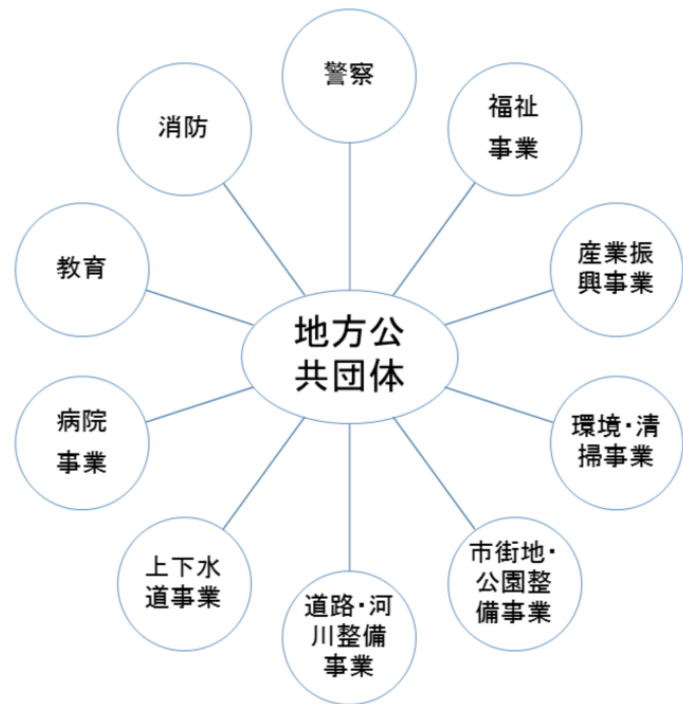 警察
福祉
事業
消防
産業振
興事業
教育
地方公
共団体
環境・清
掃事業
病院
事業
市街地・
公園整
備事業
上下水
道事業
道路・河
川整備
事業